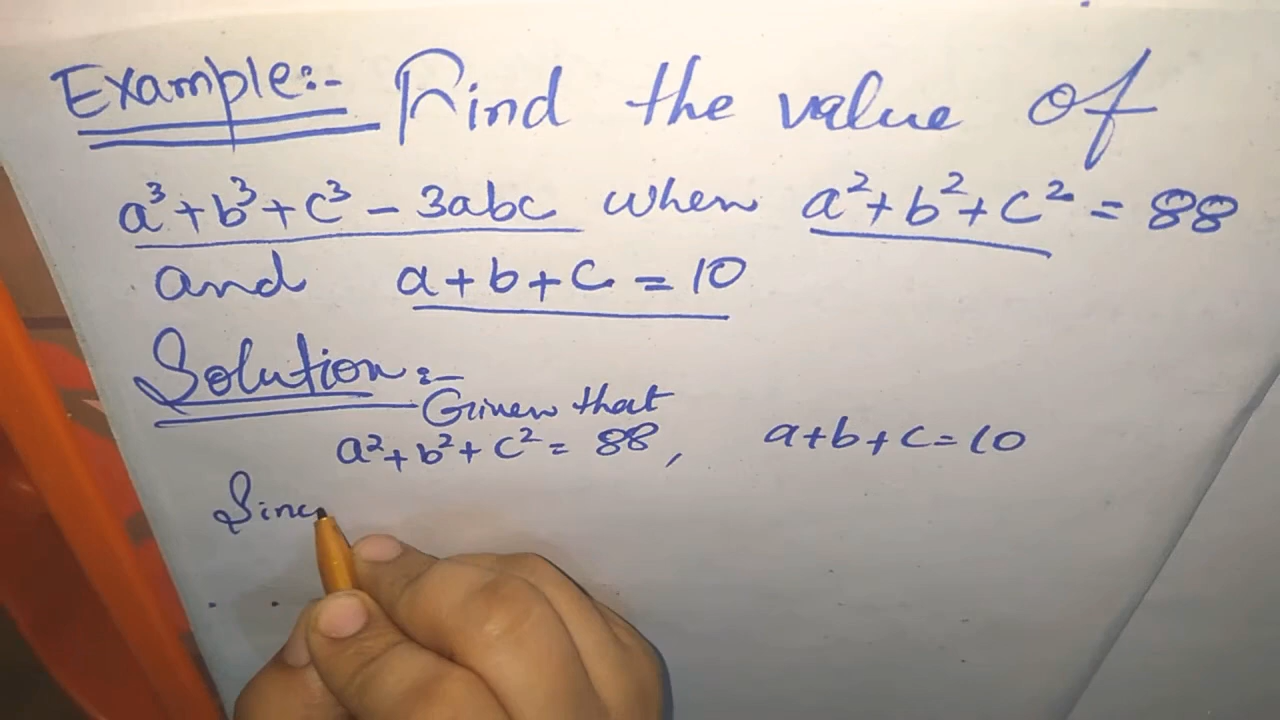 Example:- Find the value of
a³+b³+c³-3abc when a²+b²+c²=88
and a+b+c=10
Solution:-
Given that
a²+b²+c²=88, a+b+c=10
Sinc